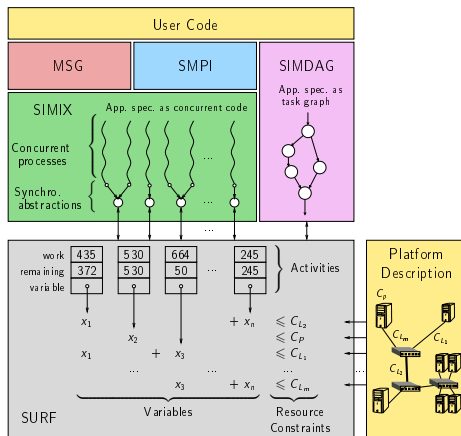 User Code
MSG
SMPI
SIMDAG
SIMIX
App. spec. as concurrent code
App. spec. as
task graph
Concurrent
processes
...
Synchro.
abstractions
...
work 435 530 664 245
remaining 372 530 50 ... 245
variable
Activities
x1 + xn ⩽ CL2
x2 ⩽ CP
x1 + x3 ⩽ CL1
... ... ...
x3 + xn ⩽ CLm
Variables
Resource
Constraints
SURF
Platform
Description
CP
CLm
CL1
CL2
...